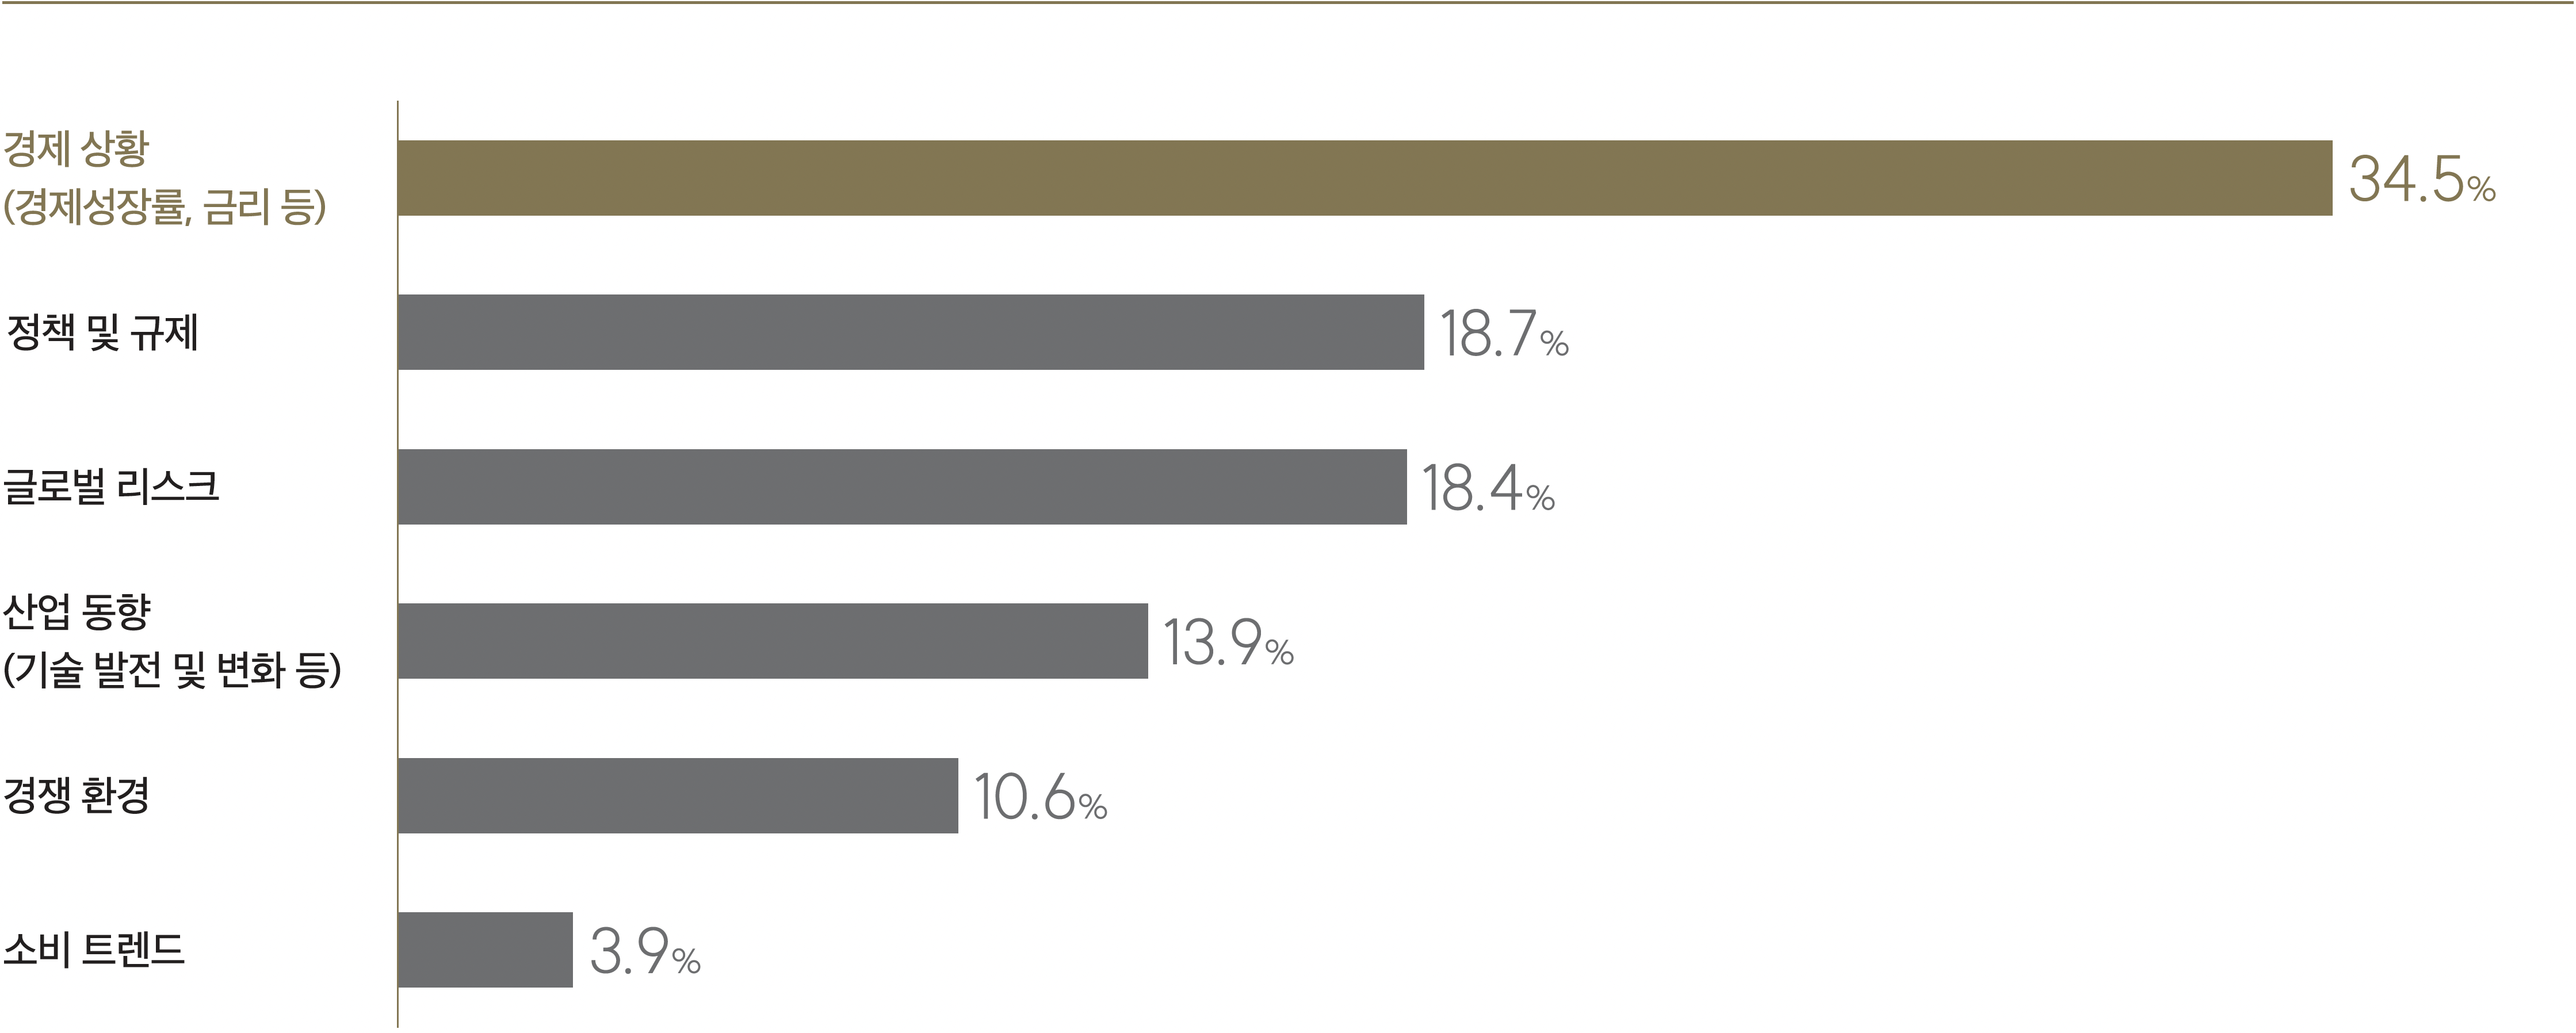 경제 상황
(경제성장률, 금리 등)
34.5%
정책 및 규제
18.7%
글로벌 리스크
18.4%
산업 동향
(기술 발전 및 변화 등)
13.9%
경쟁 환경
10.6%
소비 트렌드
3.9%